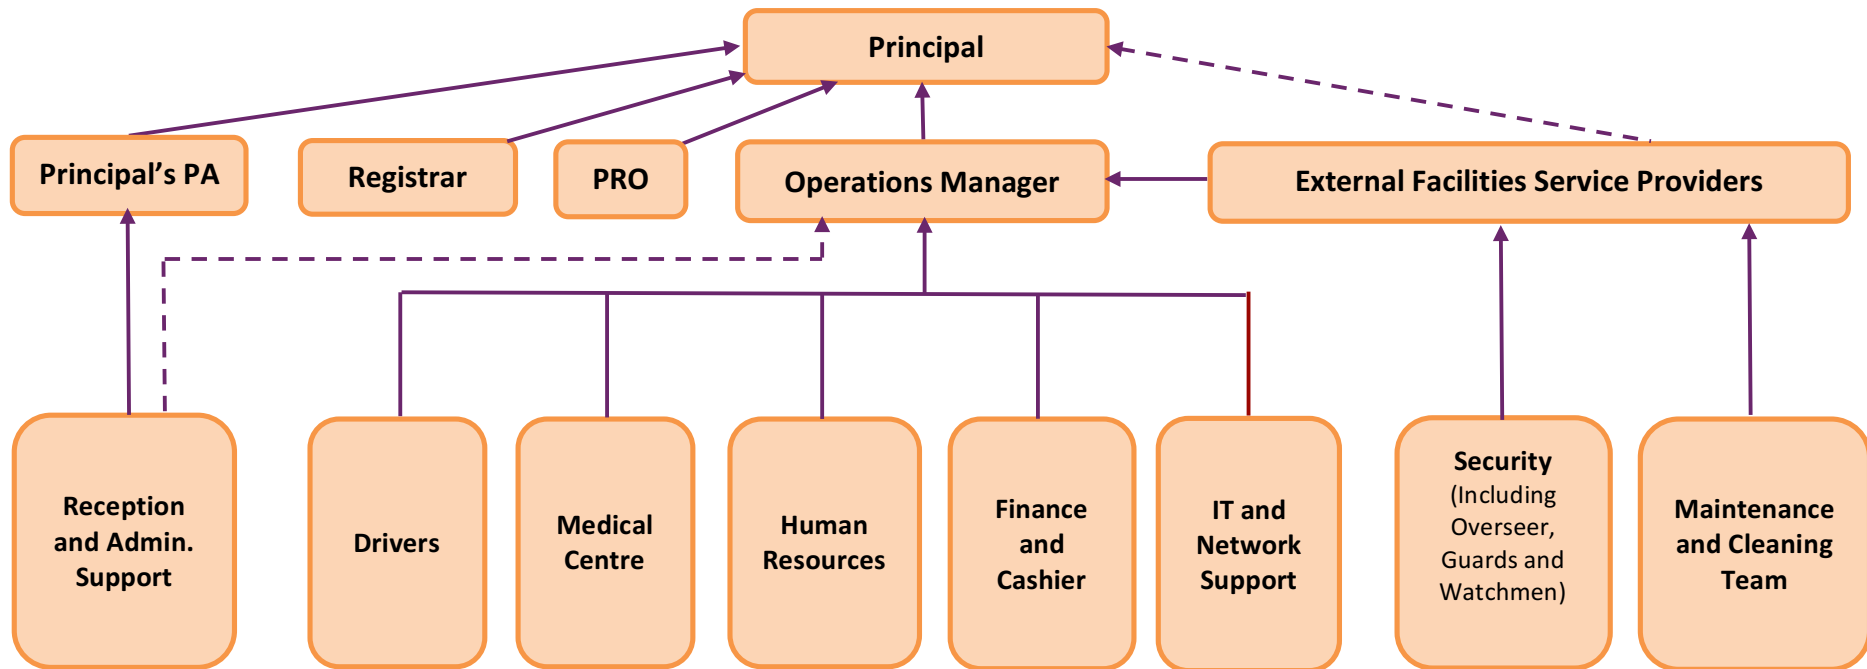 Principal
Principal’s PA
Registrar
PRO
Operations Manager
External Facilities Service Providers
Reception
and Admin.
Support
Drivers
Medical
Centre
Human
Resources
Finance
and
Cashier
IT and
Network
Support
Security
(Including
Overseer,
Guards and
Watchmen)
Maintenance
and Cleaning
Team